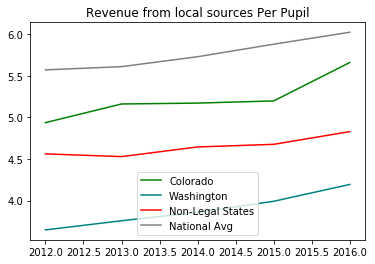 Revenue from local sources Per Pupil
6.0
5.5
5.0
4.5
4.0
Colorado
Washington
Non-Legal States
National Avg
2012.0 2012.5 2013.0 2013.5 2014.0 2014.5 2015.0 2015.5 2016.0